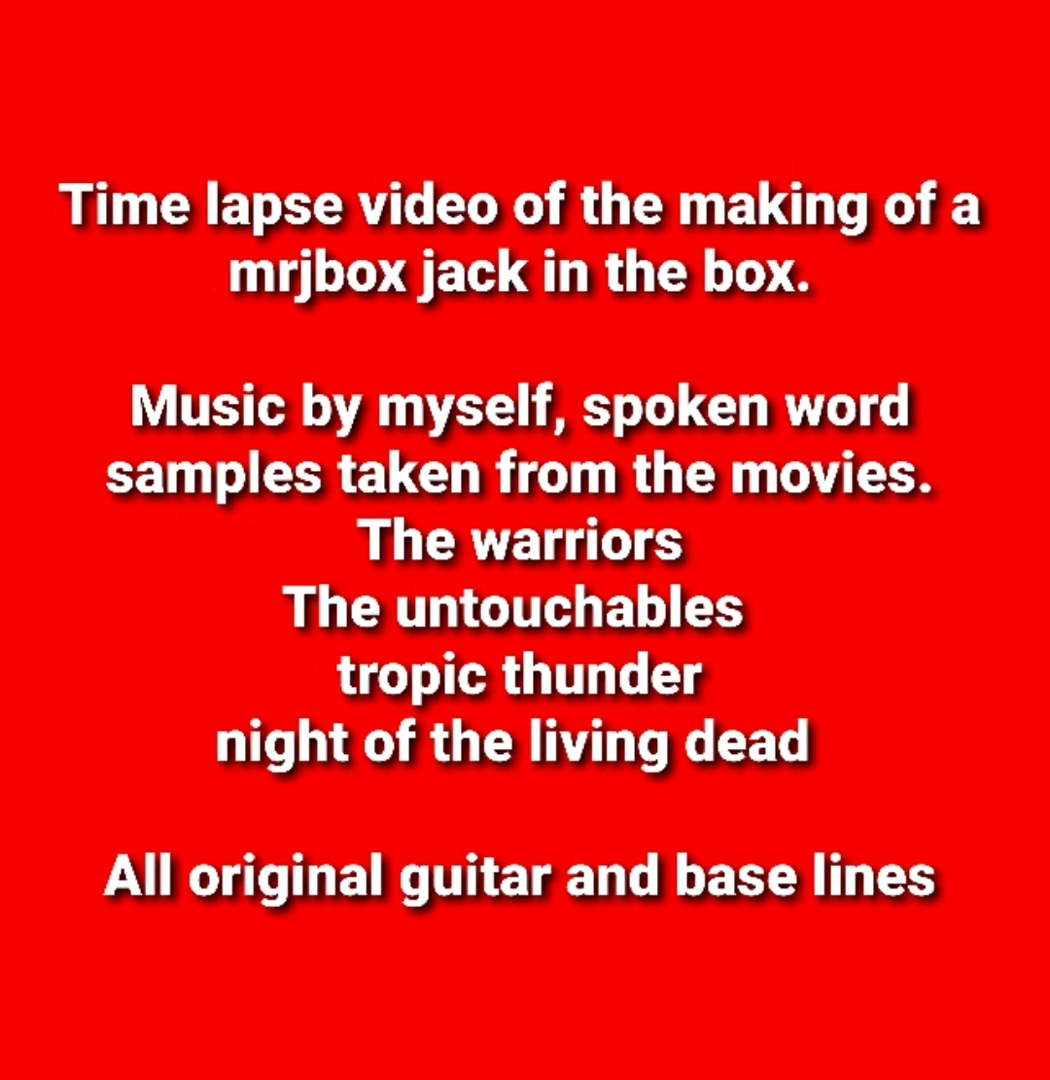 Time lapse video of the making of a
mrjbox jack in the box.
Music by myself, spoken word
samples taken from the movies.
The warriors
The untouchables
tropic thunder
night of the living dead
All original guitar and base lines